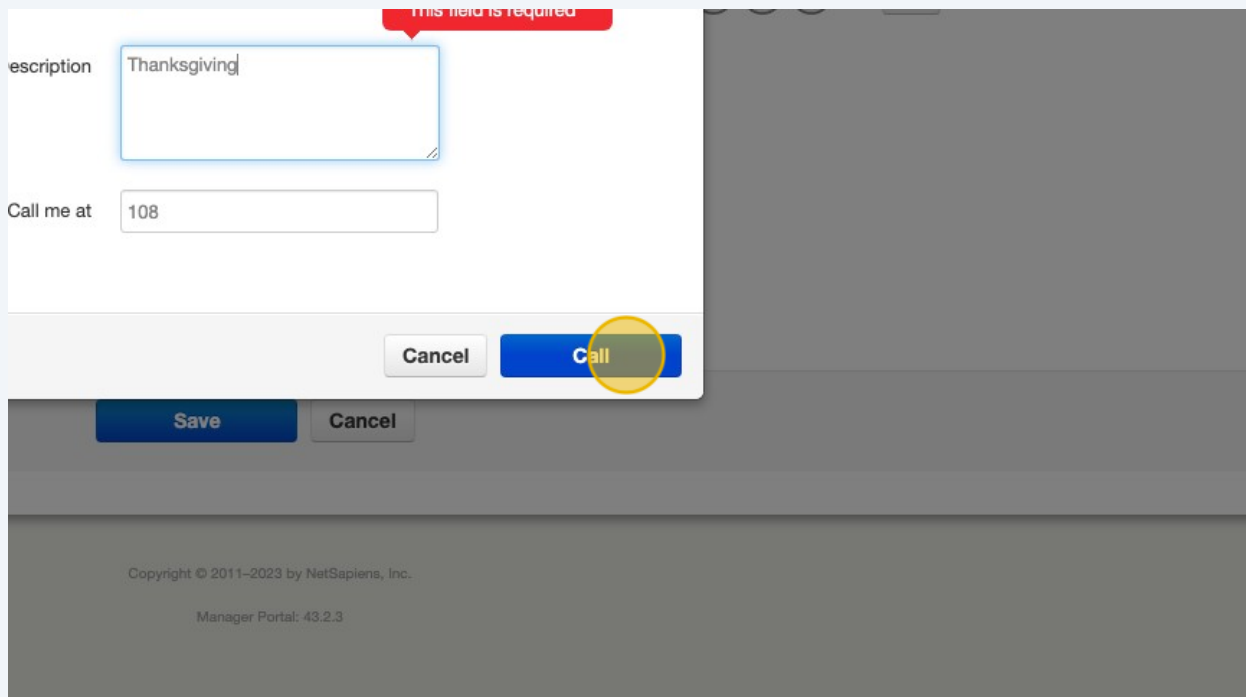 This field is required
escription
Thanksgiving
Call me at
108
Cancel
Call
Save
Cancel
Copyright © 2011–2023 by NetSapiens, Inc.
Manager Portal: 43.2.3